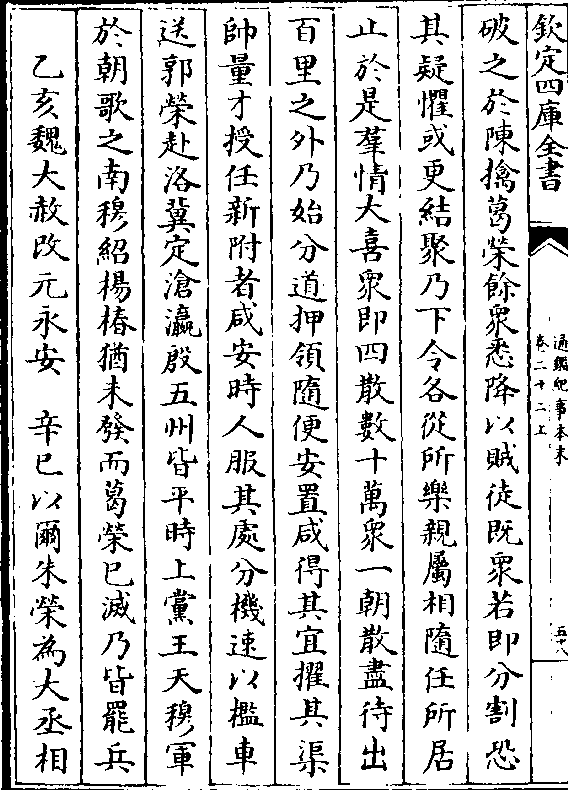 欽定四庫全書
通鑑紀事本末
卷二十二上
五十八
破之於陳擒葛榮餘衆悉降以賊徒既衆若即分割恐
其疑懼或更結聚乃下令各從所樂親屬相隨任所居
止於是羣情大喜衆即四散數十萬衆一朝散盡待出
百里之外乃始分道押領隨便安置咸得其宜擢其渠
帥量才授任新附者咸安時人服其處分機速以檻車
送郭榮赴洛冀定滄瀛殷五州皆平時上黨王天穆軍
於朝歌之南穆紹楊椿猶未發而葛榮已滅乃皆罷兵
乙亥魏大赦改元永安　辛巳以爾朱榮為大丞相